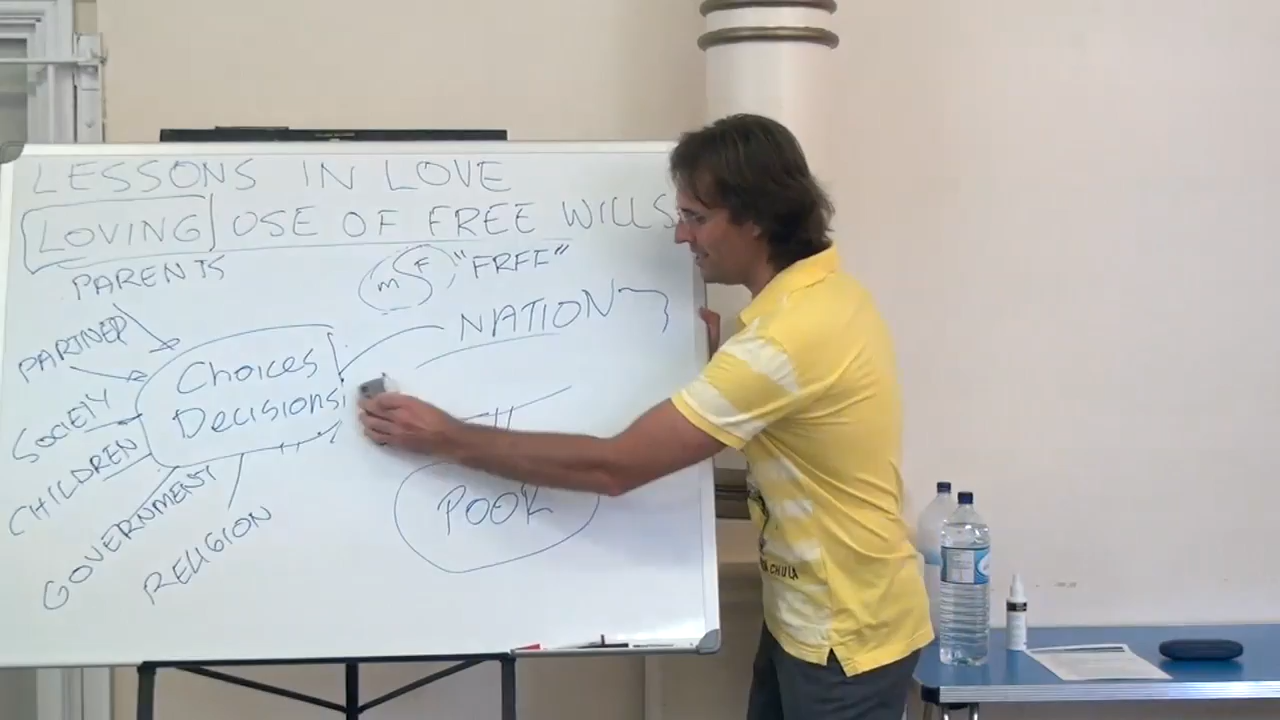 LESSONS IN LOVE
LOVING USE OF FREE WILLS
PARENTS
m F "FREE"
PARTNER
NATION
Choices
Decisions
SOCIETY
CHILDREN
GOVERNMENT
RELIGION
POOR
CHULA